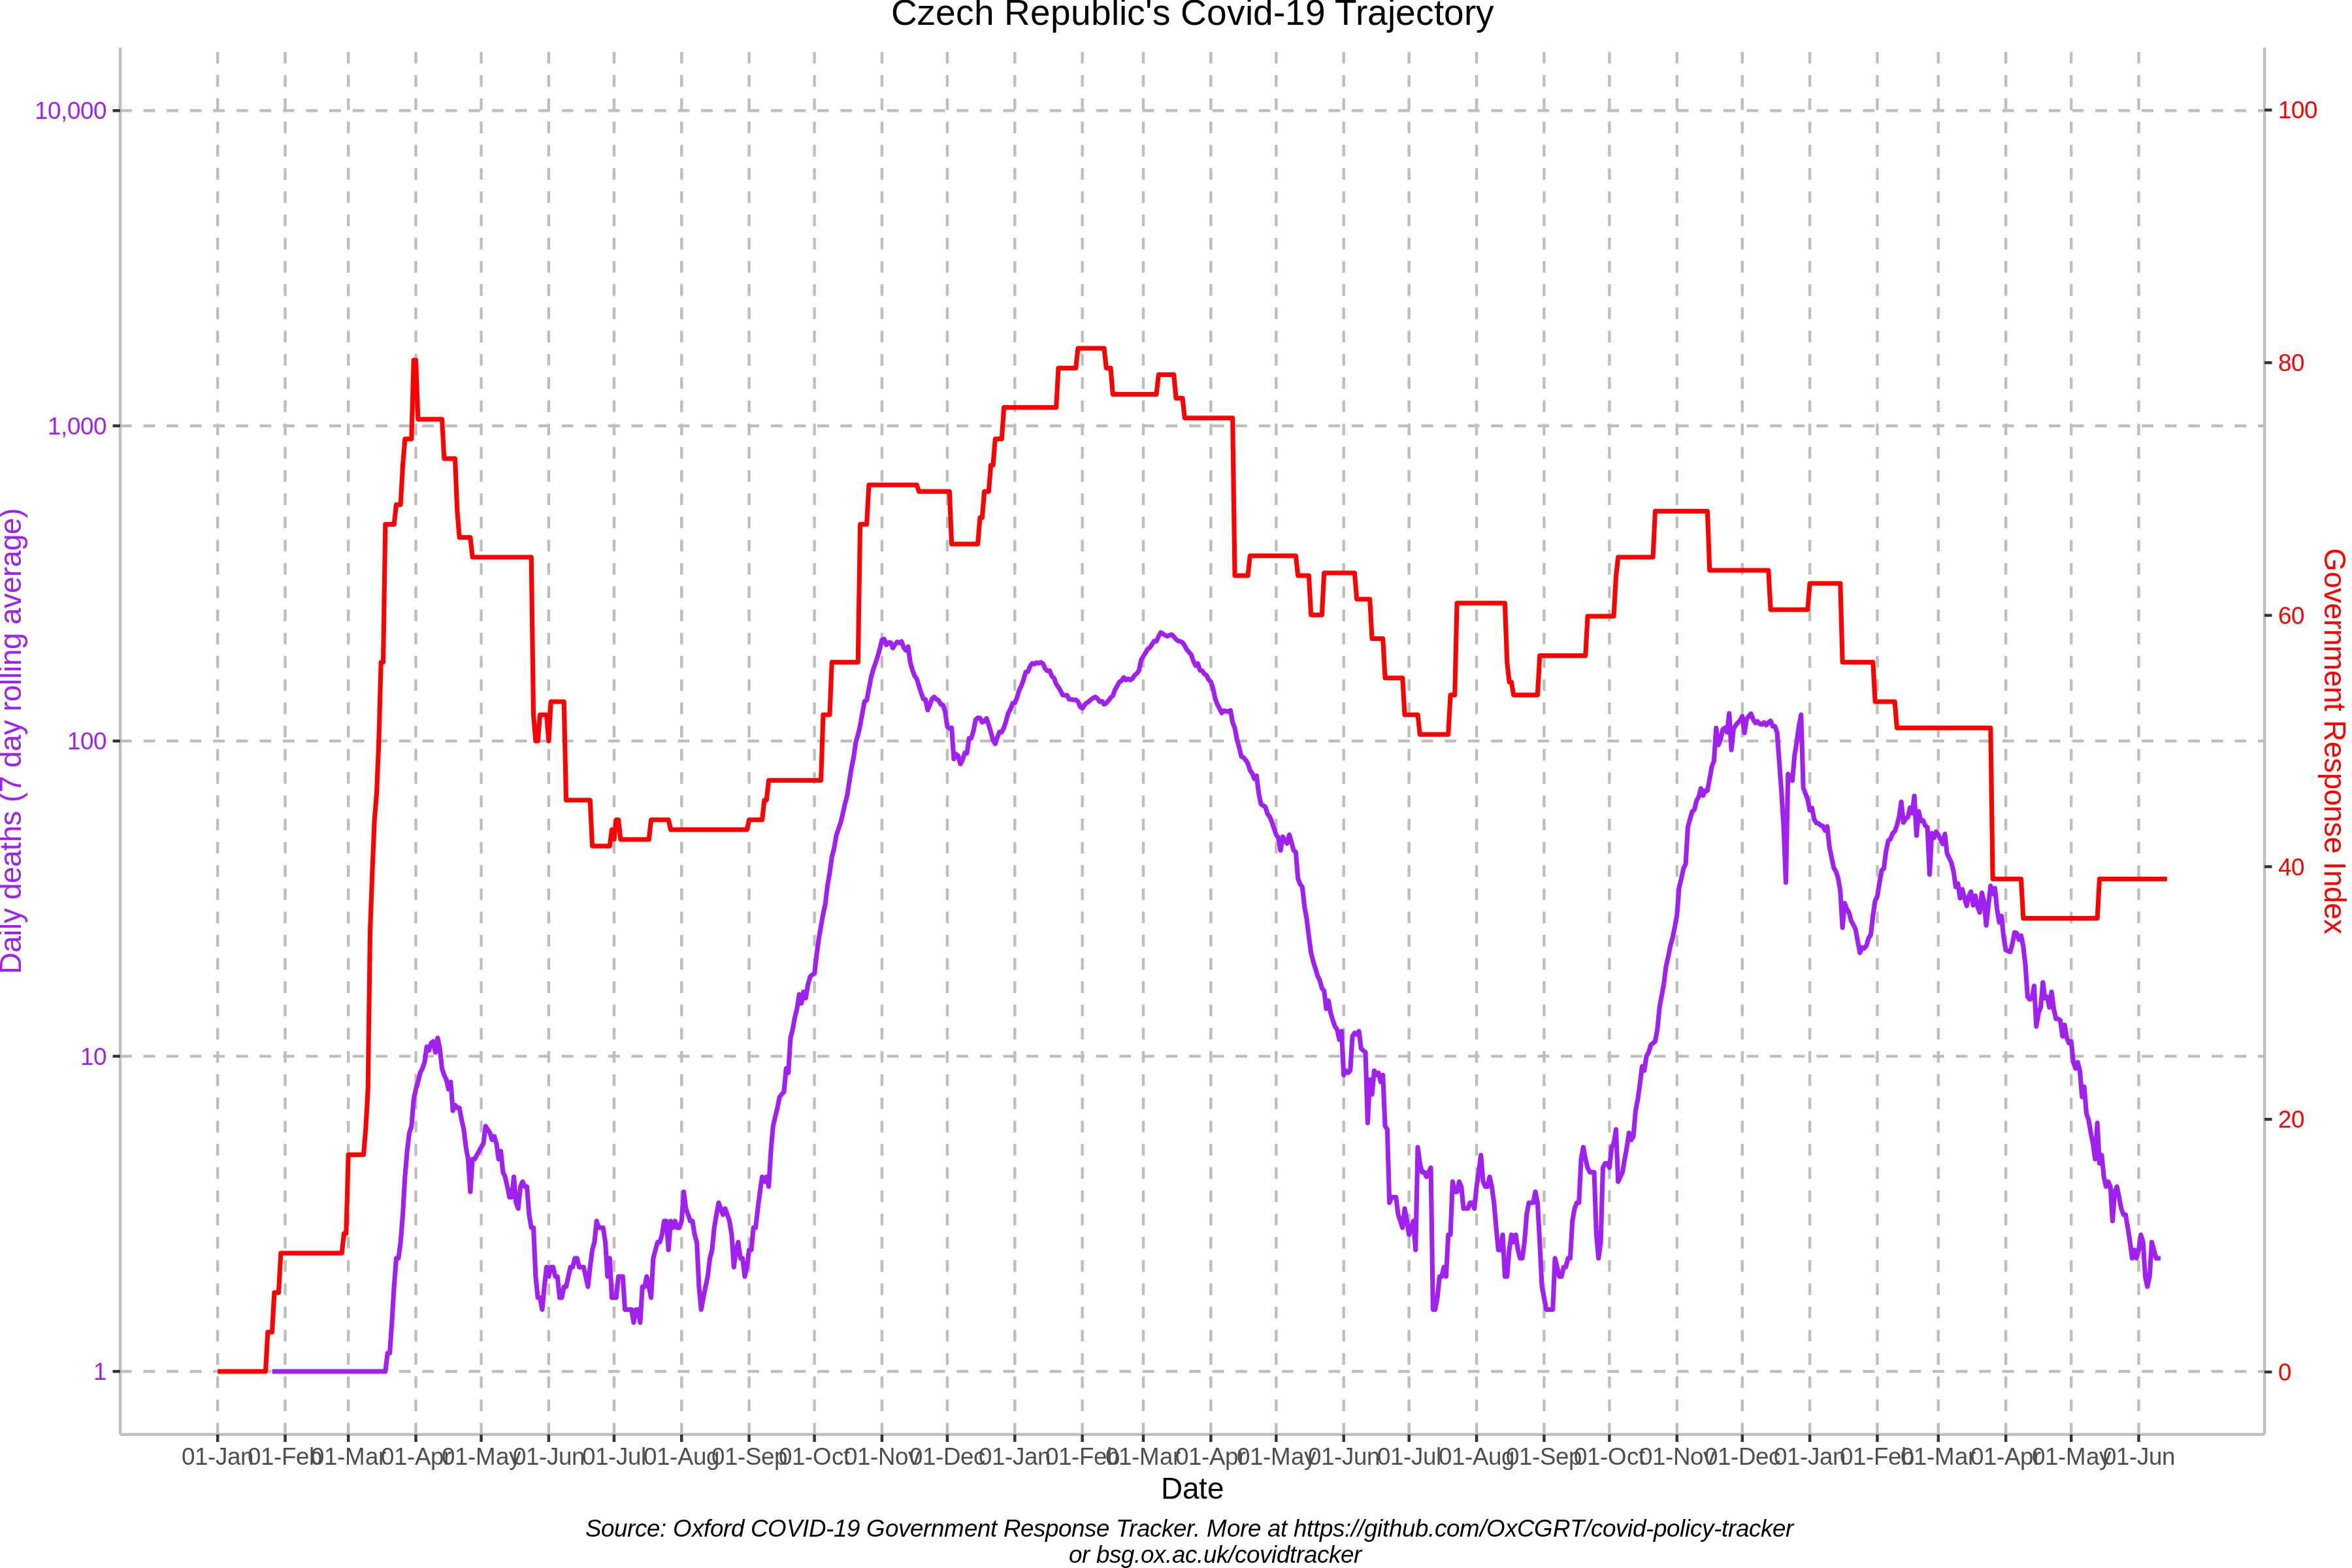 Czech Republic's Covid-19 Trajectory
10,000
1,000
100
10
1
Daily deaths (7 day rolling average)
100
80
60
40
20
0
Government Response Index
01-Jan 01-Feb 01-Mar 01-Apr 01-May 01-Jun 01-Jul 01-Aug 01-Sep 01-Oct 01-Nov 01-Dec 01-Jan 01-Feb 01-Mar 01-Apr 01-May 01-Jun 01-Jul 01-Aug 01-Sep 01-Oct 01-Nov 01-Dec 01-Jan 01-Feb 01-Mar 01-Apr 01-May 01-Jun
Date
Source: Oxford COVID-19 Government Response Tracker. More at https://github.com/OxCGRT/covid-policy-tracker
or bsg.ox.ac.uk/covidtracker